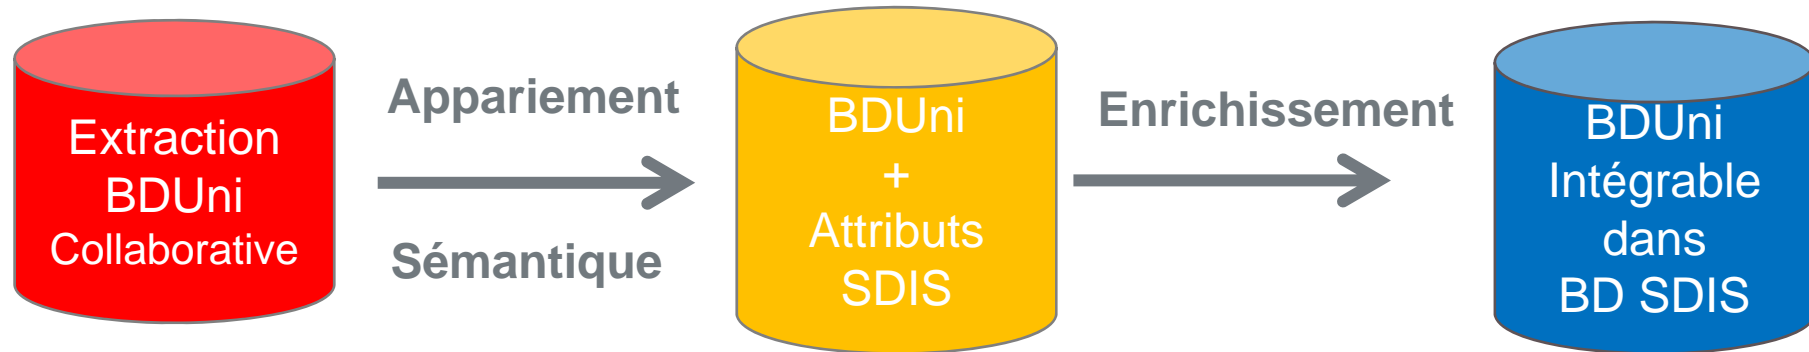 Extraction
BDUni
Collaborative
Appariement
Sémantique
BDUni
+
Attributs
SDIS
Enrichissement
BDUni
Intégrable
dans
BD SDIS